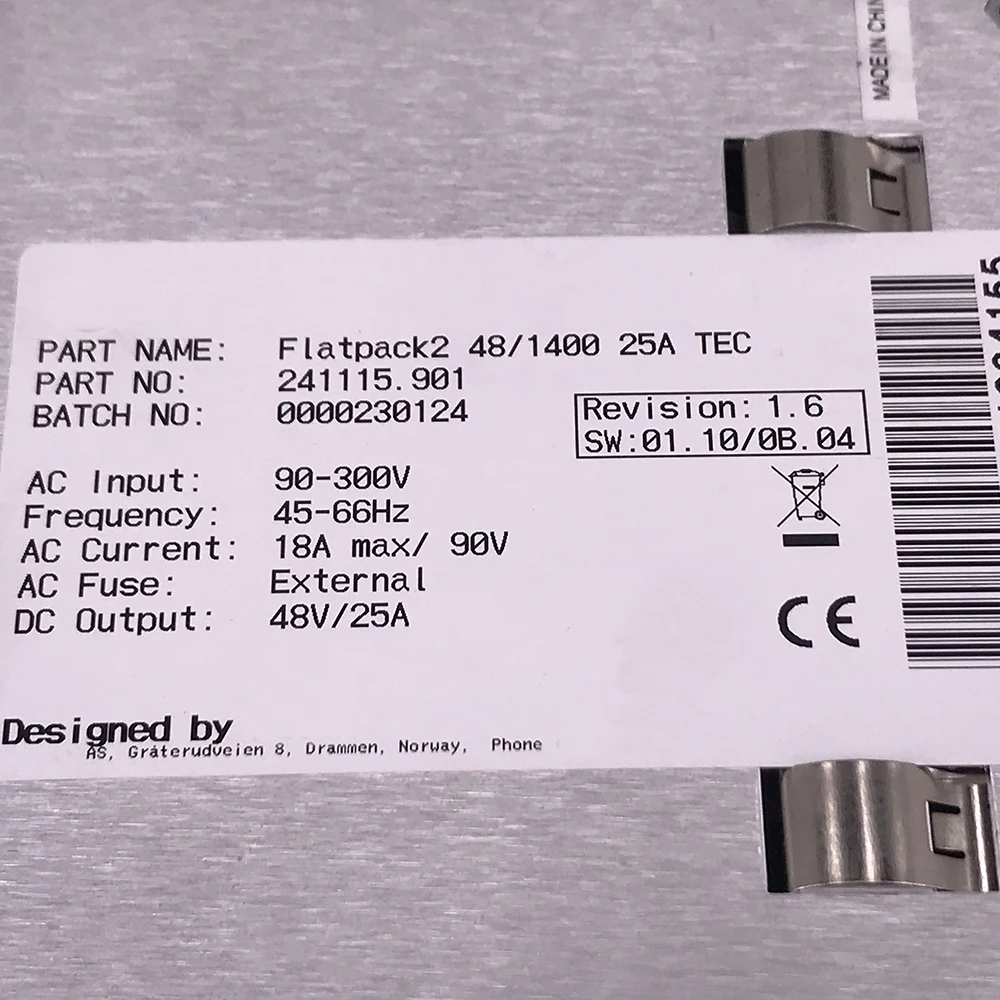 MADE IN CHIN
PART NAME: Flatpack2 48/1400 25A TEC
PART NO: 241115.901
BATCH NO: 0000230124
Revision: 1.6
SW:01.10/0B.04
AC Input: 90-300V
Frequency: 45-66Hz
AC Current: 18A max/ 90V
AC Fuse: External
DC Output: 48V/25A
CE
Designed by
AS, Gråterudveien 8, Drammen, Norway, Phone